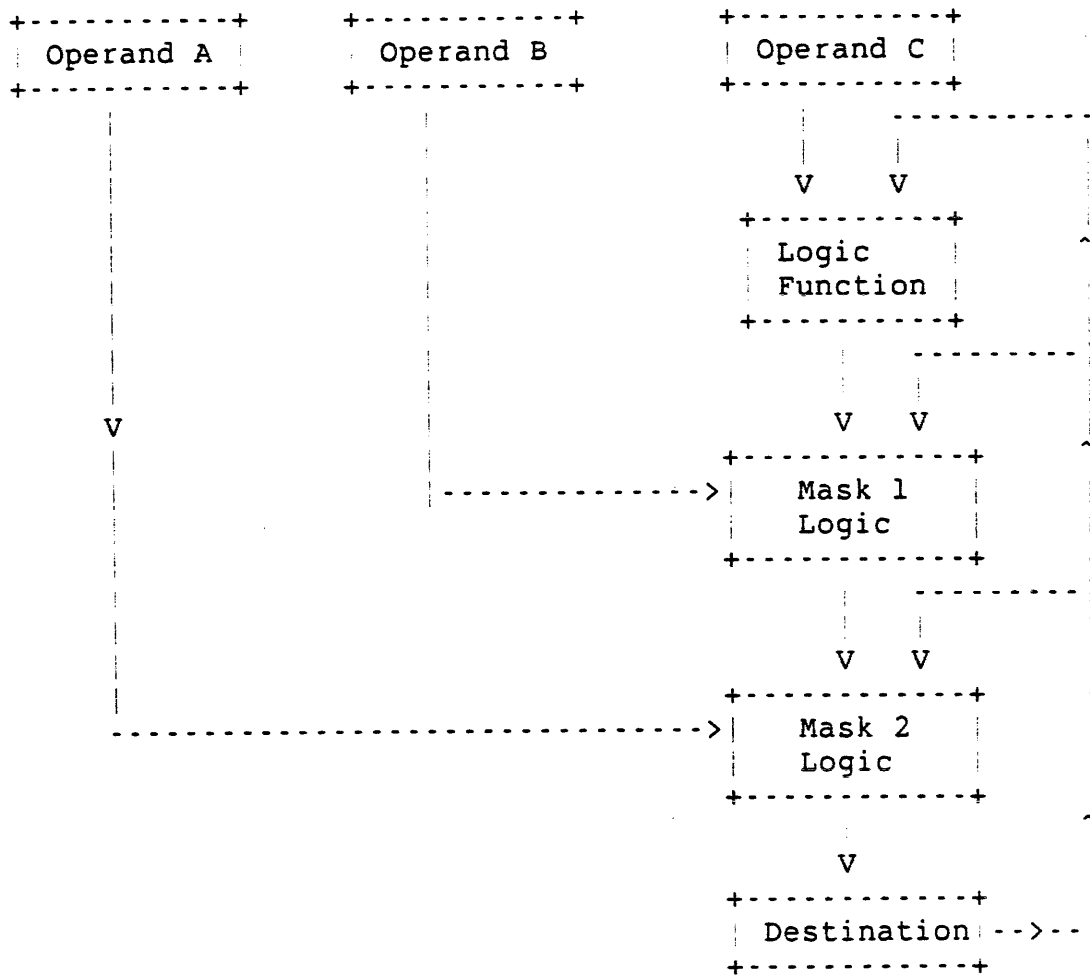 Operand A Operand B Operand C
Logic
Function
Mask 1
Logic
Mask 2
Logic
Destination